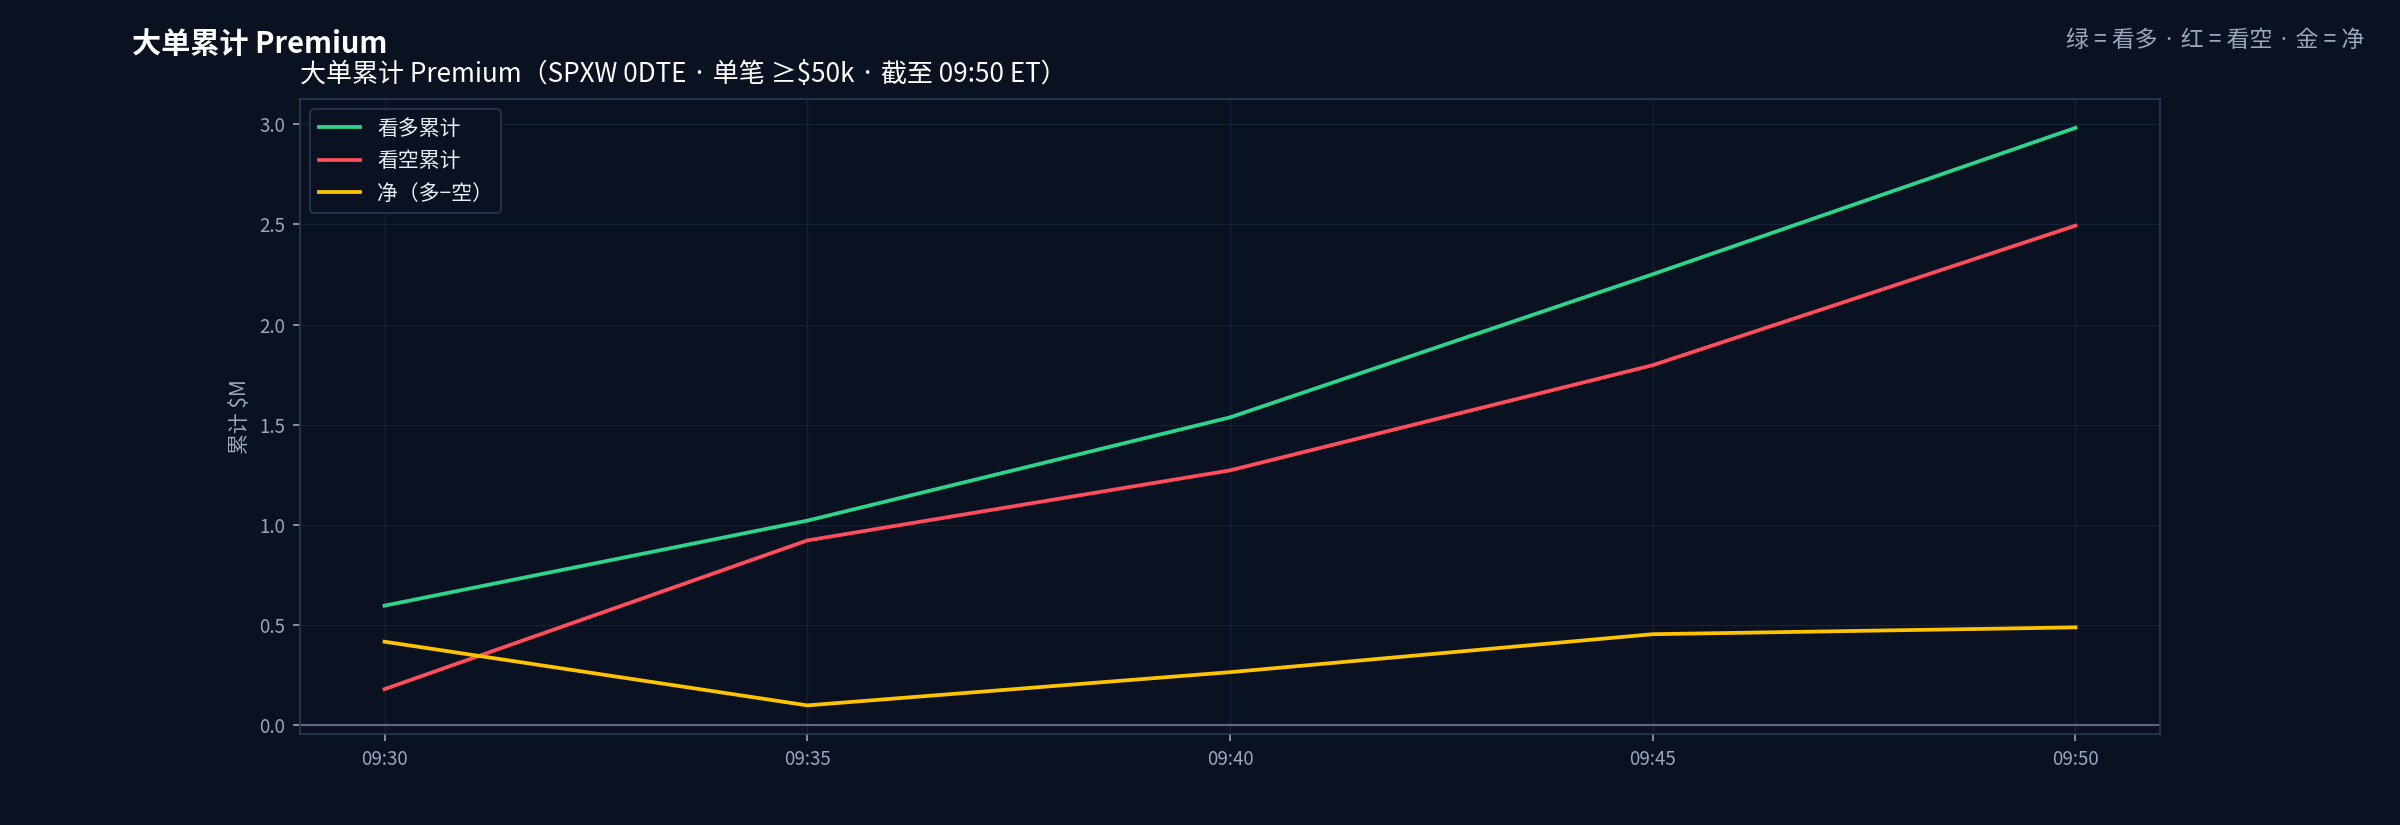 大单累计 Premium
绿 = 看多 · 红 = 看空 · 金 = 净
大单累计 Premium（SPXW 0DTE · 单笔 ≥$50k · 截至 09:50 ET）
看多累计
看空累计
净（多−空）
累计 $M
3.0
2.5
2.0
1.5
1.0
0.5
0.0
09:30
09:35
09:40
09:45
09:50